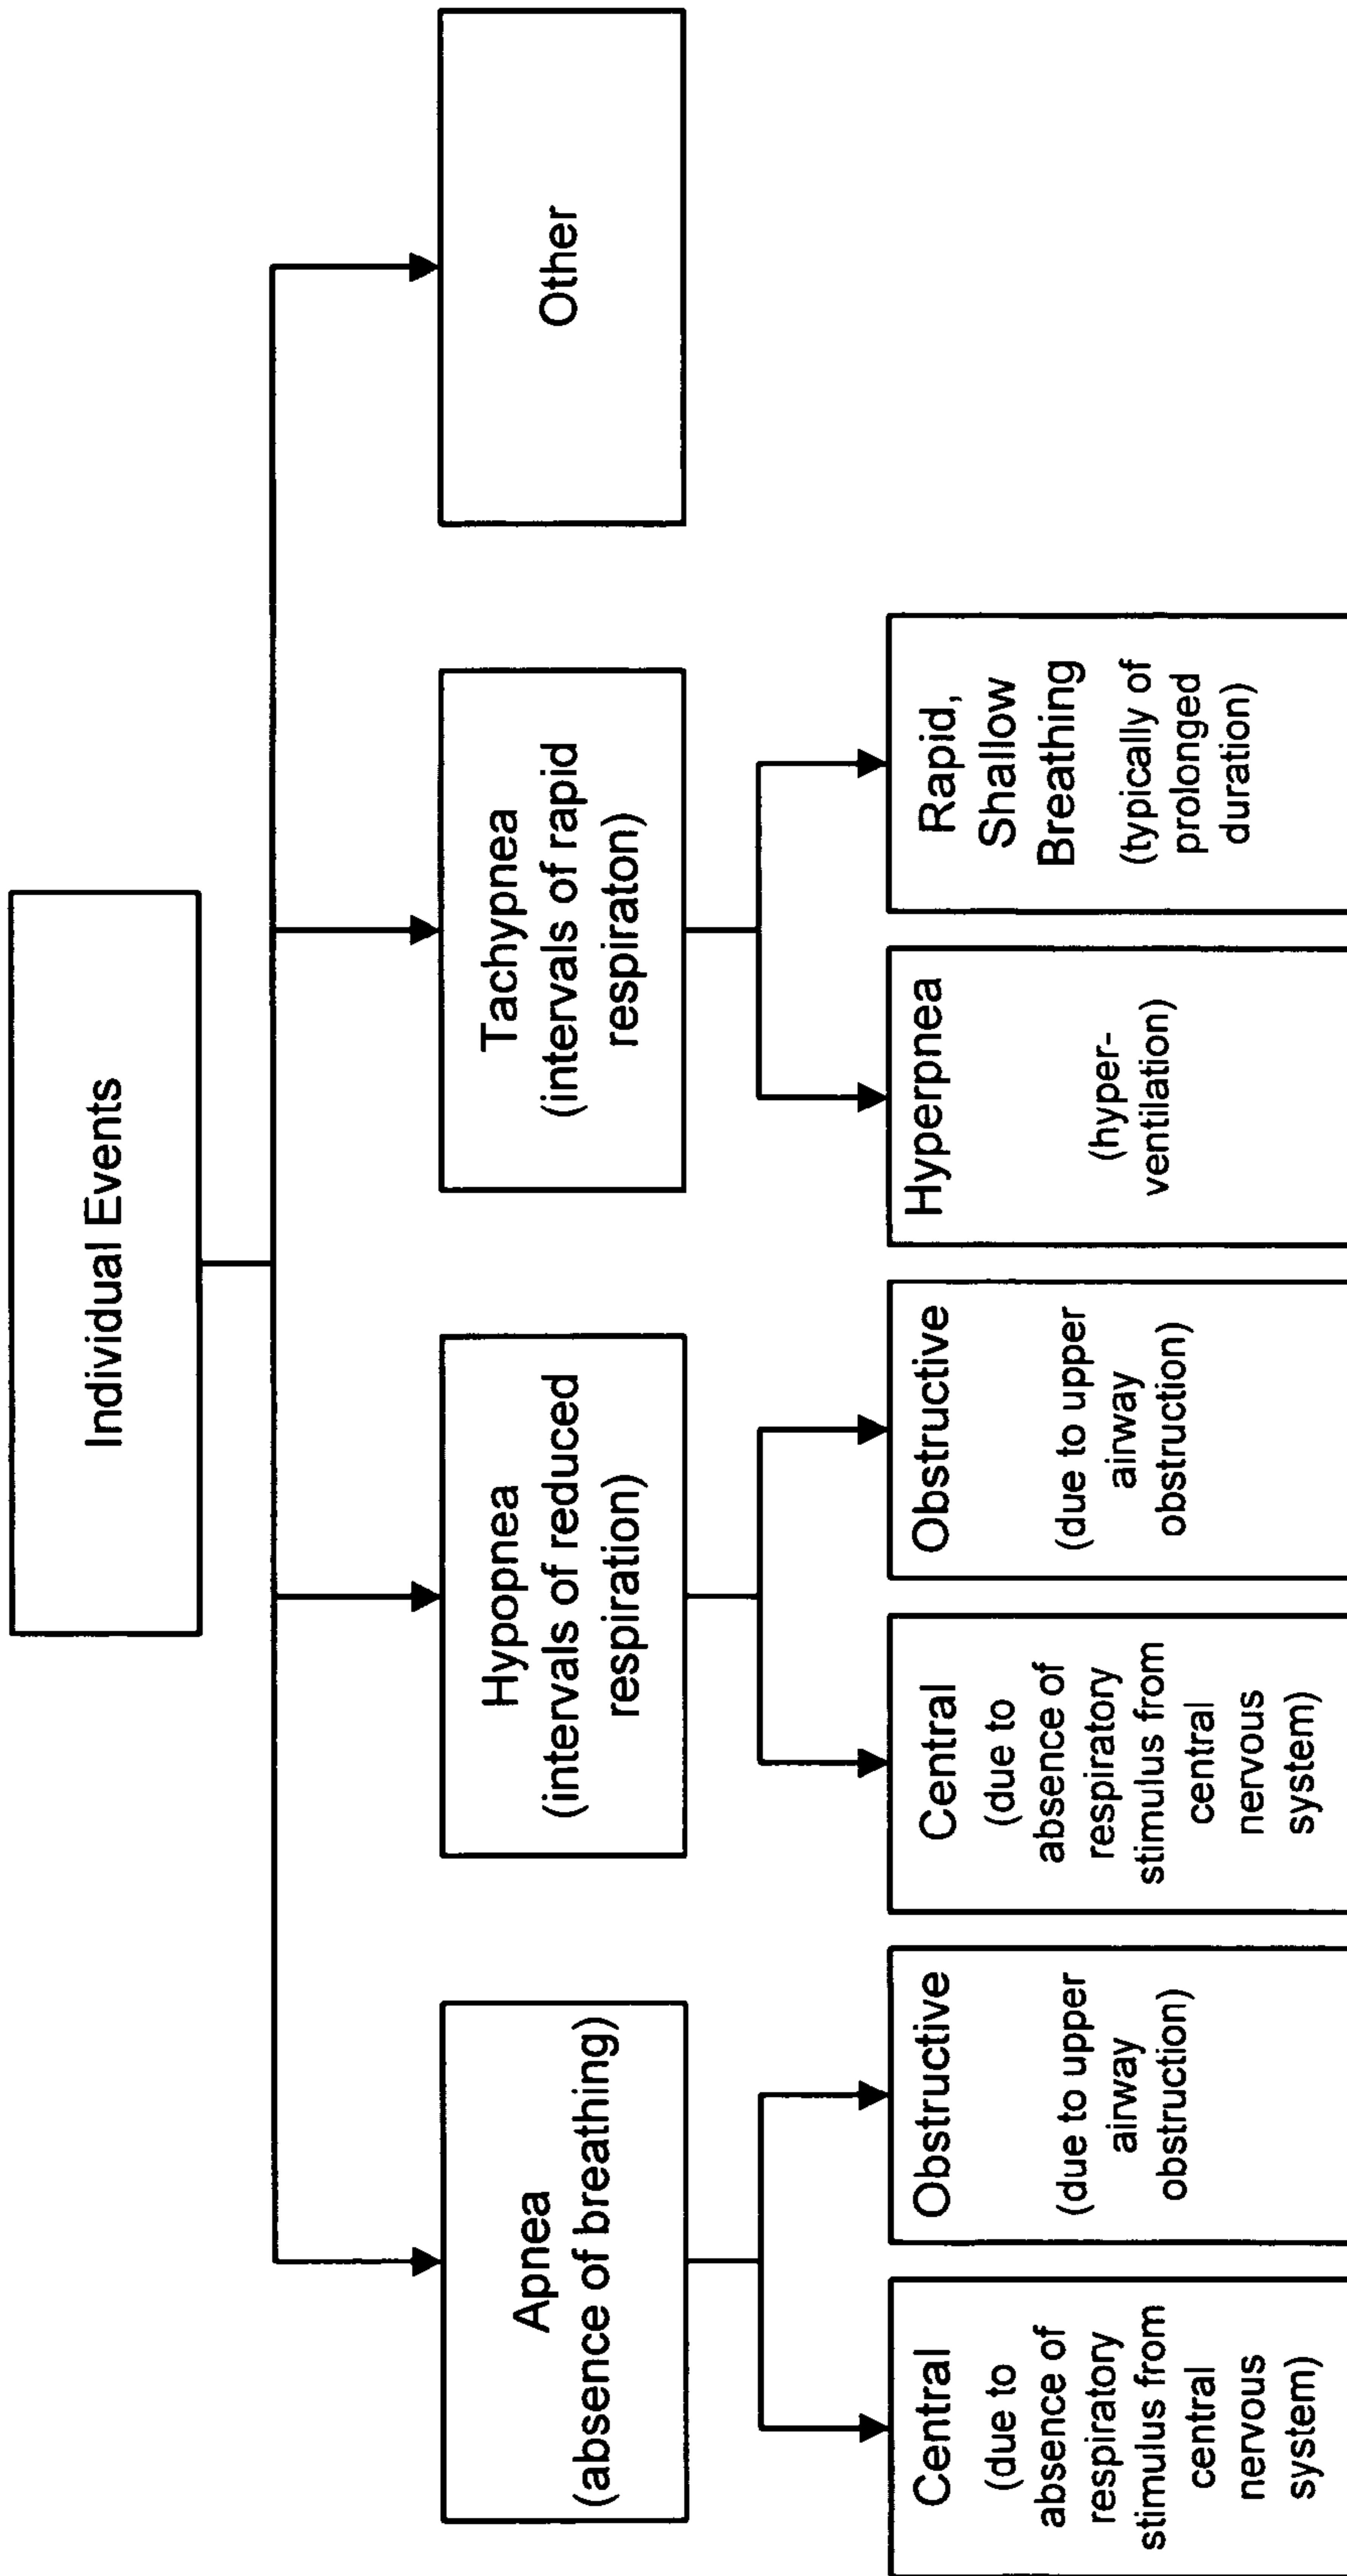 Individual Events
Apnea
(absence of breathing)
Hypopnea
(intervals of reduced
respiration)
Tachypnea
(intervals of rapid
respiraton)
Other
Central
(due to
absence of
respiratory
stimulus from
central
nervous
system)
Obstructive
(due to upper
airway
obstruction)
Central
(due to
absence of
respiratory
stimulus from
central
nervous
system)
Obstructive
(due to upper
airway
obstruction)
Hyperpnea
(hyper-
ventilation)
Rapid,
Shallow
Breathing
(typically of
prolonged
duration)